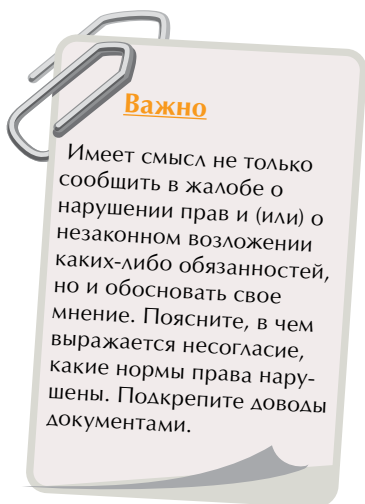 Важно
Имеет смысл не только
сообщить в жалобе о
нарушении прав и (или) о
незаконном возложении
каких-либо обязанностей,
но и обосновать свое
мнение. Поясните, в чем
выражается несогласие,
какие нормы права нару-
шены. Подкрепите доводы
документами.